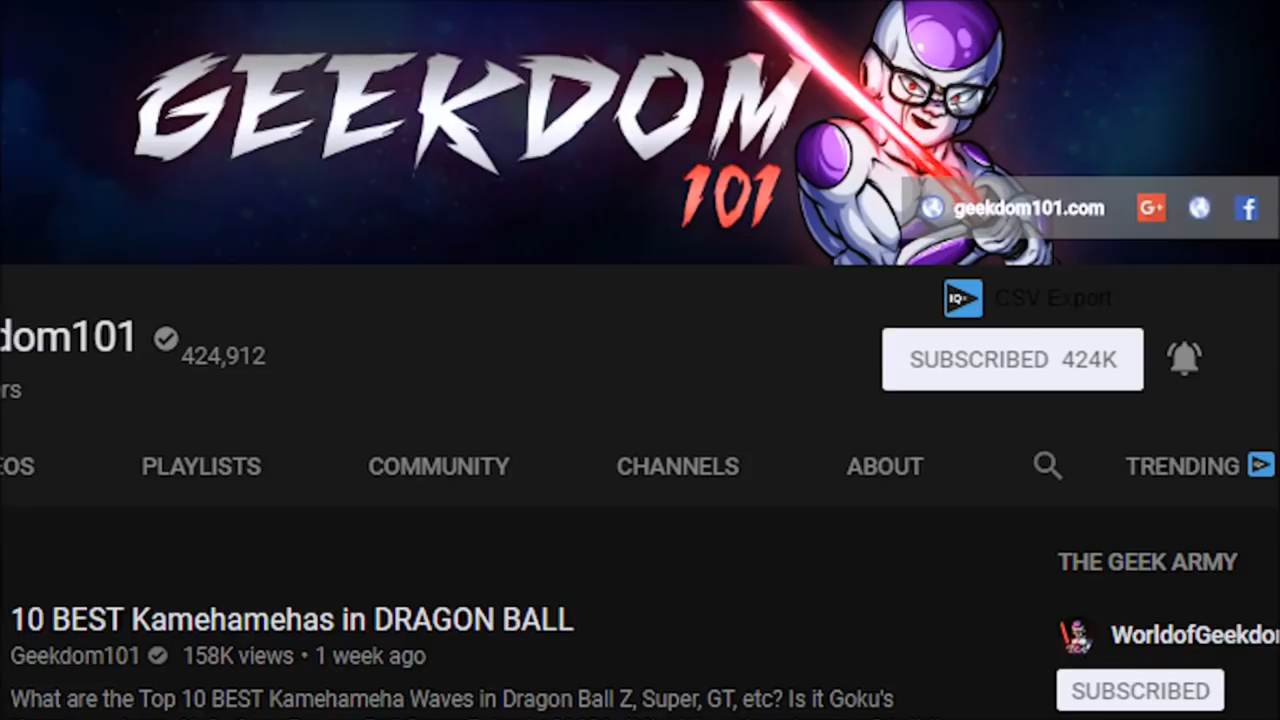 GEEKDOM
101
geekdom101.com G+ f
IQ CSV Export
dom101 424,912
SUBSCRIBED 424K
rs
EOS PLAYLISTS COMMUNITY CHANNELS ABOUT TRENDING
THE GEEK ARMY
10 BEST Kamehamehas in DRAGON BALL
Geekdom101 158K views • 1 week ago
WorldofGeekdo
SUBSCRIBED
What are the Top 10 BEST Kamehameha Waves in Dragon Ball Z, Super, GT, etc? Is it Goku's